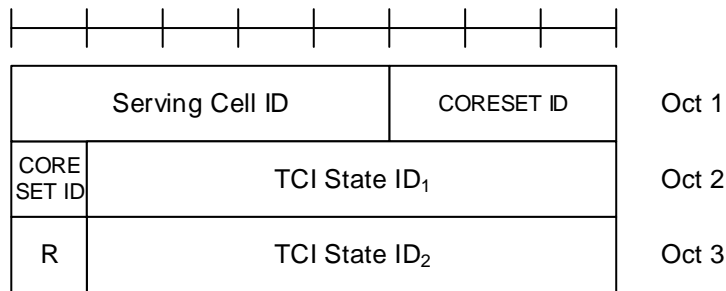 Serving Cell ID CORESET ID Oct 1
CORE
SET ID TCI State ID₁ Oct 2
R TCI State ID₂ Oct 3